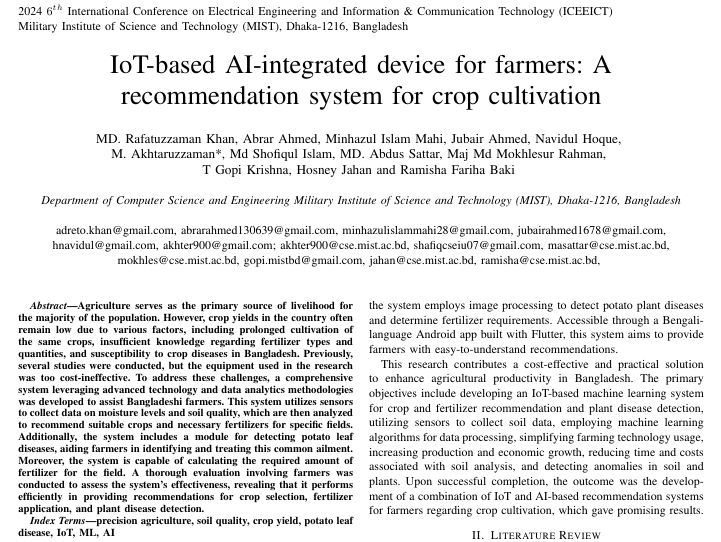 2024 6th International Conference on Electrical Engineering and Information & Communication Technology (ICEEICT)
Military Institute of Science and Technology (MIST), Dhaka-1216, Bangladesh
IoT-based AI-integrated device for farmers: A
recommendation system for crop cultivation
MD. Rafatuzzaman Khan, Abrar Ahmed, Minhazul Islam Mahi, Jubair Ahmed, Navidul Hoque,
M. Akhtaruzzaman*, Md Shofiqul Islam, MD. Abdus Sattar, Maj Md Mokhlesur Rahman,
T Gopi Krishna, Hosney Jahan and Ramisha Fariha Baki
Department of Computer Science and Engineering Military Institute of Science and Technology (MIST), Dhaka-1216, Bangladesh
adreto.khan@gmail.com, abrarahmed130639@gmail.com, minhazulislammahi28@gmail.com, jubairahmed1678@gmail.com,
hnavidul@gmail.com, akhter900@gmail.com; akhter900@cse.mist.ac.bd, shafiqcseiu07@gmail.com, masattar@cse.mist.ac.bd,
mokhles@cse.mist.ac.bd, gopi.mistbd@gmail.com, jahan@cse.mist.ac.bd, ramisha@cse.mist.ac.bd,
Abstract—Agriculture serves as the primary source of livelihood for
the majority of the population. However, crop yields in the country often
remain low due to various factors, including prolonged cultivation of
the same crops, insufficient knowledge regarding fertilizer types and
quantities, and susceptibility to crop diseases in Bangladesh. Previously,
several studies were conducted, but the equipment used in the research
was too cost-ineffective. To address these challenges, a comprehensive
system leveraging advanced technology and data analytics methodologies
was developed to assist Bangladeshi farmers. This system utilizes sensors
to collect data on moisture levels and soil quality, which are then analyzed
to recommend suitable crops and necessary fertilizers for specific fields.
Additionally, the system includes a module for detecting potato leaf
diseases, aiding farmers in identifying and treating this common ailment.
Moreover, the system is capable of calculating the required amount of
fertilizer for the field. A thorough evaluation involving farmers was
conducted to assess the system's effectiveness, revealing that it performs
efficiently in providing recommendations for crop selection, fertilizer
application, and plant disease detection.
Index Terms—precision agriculture, soil quality, crop yield, potato leaf
disease, IoT, ML, AI
the system employs image processing to detect potato plant diseases
and determine fertilizer requirements. Accessible through a Bengali-
language Android app built with Flutter, this system aims to provide
farmers with easy-to-understand recommendations.
This research contributes a cost-effective and practical solution
to enhance agricultural productivity in Bangladesh. The primary
objectives include developing an IoT-based machine learning system
for crop and fertilizer recommendation and plant disease detection,
utilizing sensors to collect soil data, employing machine learning
algorithms for data processing, simplifying farming technology usage,
increasing production and economic growth, reducing time and costs
associated with soil analysis, and detecting anomalies in soil and
plants. Upon successful completion, the outcome was the develop-
ment of a combination of IoT and AI-based recommendation systems
for farmers regarding crop cultivation, which gave promising results.
II. LITERATURE REVIEW